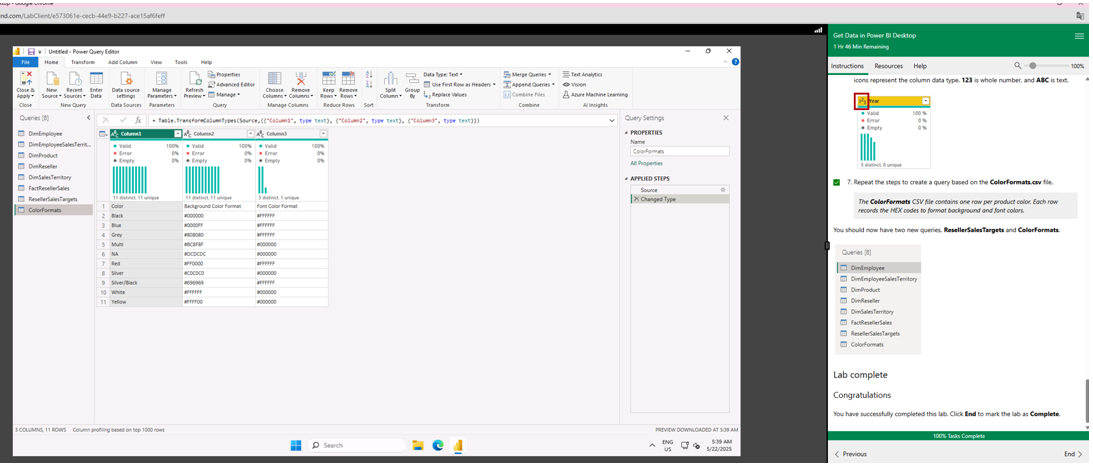 nd.com/LabClient/e573061e-cecb-44e9-b227-ace15af6feff
Untitled - Power Query Editor
File Home Transform Add Column View Tools Help
Close & Apply
New Source
Recent Sources
Enter Data
Data source settings
Manage Parameters
Refresh Preview
Properties
Advanced Editor
Manage
Choose Columns
Remove Columns
Keep Rows
Remove Rows
Split Column
Group By
Data Type: Text
Use First Row as Headers
Replace Values
Merge Queries
Append Queries
Combine Files
Text Analytics
Vision
Azure Machine Learning
Close New Query Data Sources Parameters Query Manage Columns Reduce Rows Sort Transform Combine AI Insights
Queries [8]
DimEmployee
DimEmployeeSalesTerrit...
DimProduct
DimReseller
DimSalesTerritory
FactResellerSales
ResellerSalesTargets
ColorFormats
= Table.TransformColumnTypes(Source,{{"Column1", type text}, {"Column2", type text}, {"Column3", type text}})
Column1 Column2 Column3
Valid 100% Valid 100% Valid 100%
Error 0% Error 0% Error 0%
Empty 0% Empty 0% Empty 0%
11 distinct, 11 unique 11 distinct, 11 unique 3 distinct, 1 unique
1 Color Background Color Format Font Color Format
2 Black #000000 #FFFFFF
3 Blue #0000FF #FFFFFF
4 Grey #808080 #FFFFFF
5 Multi #BC8F8F #000000
6 NA #DCDCDC #000000
7 Red #FF0000 #FFFFFF
8 Silver #C0C0C0 #000000
9 Silver/Black #696969 #FFFFFF
10 White #FFFFFF #000000
11 Yellow #FFFF00 #000000
Query Settings
PROPERTIES
Name
ColorFormats
All Properties
APPLIED STEPS
Source
Changed Type
3 COLUMNS, 11 ROWS Column profiling based on top 1000 rows
PREVIEW DOWNLOADED AT 5:39 AM
Search
ENG
US
5:39 AM
5/22/2025
Get Data in Power BI Desktop
1 Hr 46 Min Remaining
Instructions Resources Help
100%
icons represent the column data type. 123 is whole number, and ABC is text.
Year
Valid 100 %
Error 0 %
Empty 0 %
5 distinct, 0 unique
7. Repeat the steps to create a query based on the ColorFormats.csv file.
The ColorFormats CSV file contains one row per product color. Each row
records the HEX codes to format background and font colors.
You should now have two new queries, ResellerSalesTargets and ColorFormats.
Queries [8]
DimEmployee
DimEmployeeSalesTerritory
DimProduct
DimReseller
DimSalesTerritory
FactResellerSales
ResellerSalesTargets
ColorFormats
Lab complete
Congratulations
You have successfully completed this lab. Click End to mark the lab as Complete.
100% Tasks Complete
Previous
End